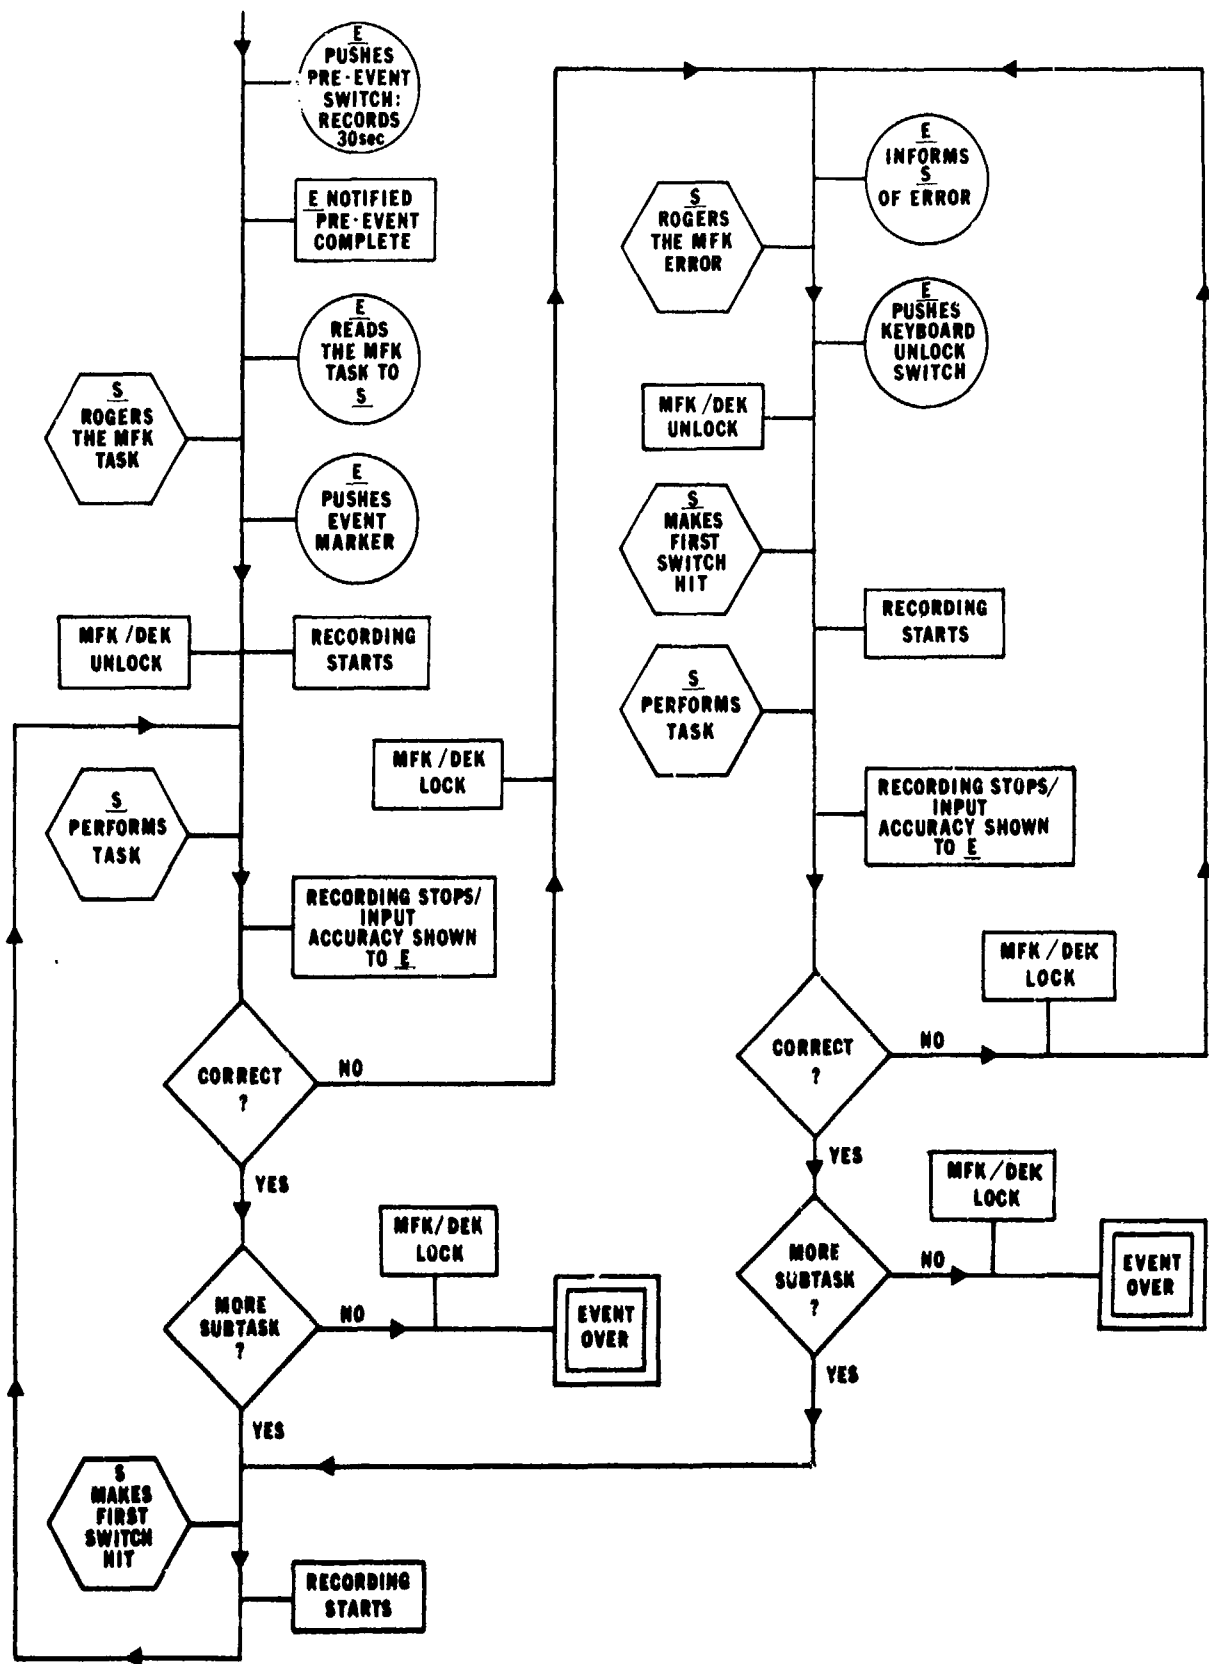 E
PUSHES
PRE-EVENT
SWITCH:
RECORDS
30sec
E NOTIFIED
PRE-EVENT
COMPLETE
E
READS
THE MFK
TASK TO
S
S
ROGERS
THE MFK
TASK
E
PUSHES
EVENT
MARKER
MFK/DEK
UNLOCK
RECORDING
STARTS
S
PERFORMS
TASK
MFK/DEK
LOCK
RECORDING STOPS/
INPUT
ACCURACY SHOWN
TO E
CORRECT
?
NO
YES
MFK/DEK
LOCK
MORE
SUBTASK
?
NO
EVENT
OVER
YES
S
MAKES
FIRST
SWITCH
HIT
RECORDING
STARTS
E
INFORMS
S
OF ERROR
S
ROGERS
THE MFK
ERROR
E
PUSHES
KEYBOARD
UNLOCK
SWITCH
MFK/DEK
UNLOCK
S
MAKES
FIRST
SWITCH
HIT
RECORDING
STARTS
S
PERFORMS
TASK
RECORDING STOPS/
INPUT
ACCURACY SHOWN
TO E
MFK/DEK
LOCK
CORRECT
?
NO
YES
MFK/DEK
LOCK
MORE
SUBTASK
?
NO
EVENT
OVER
YES